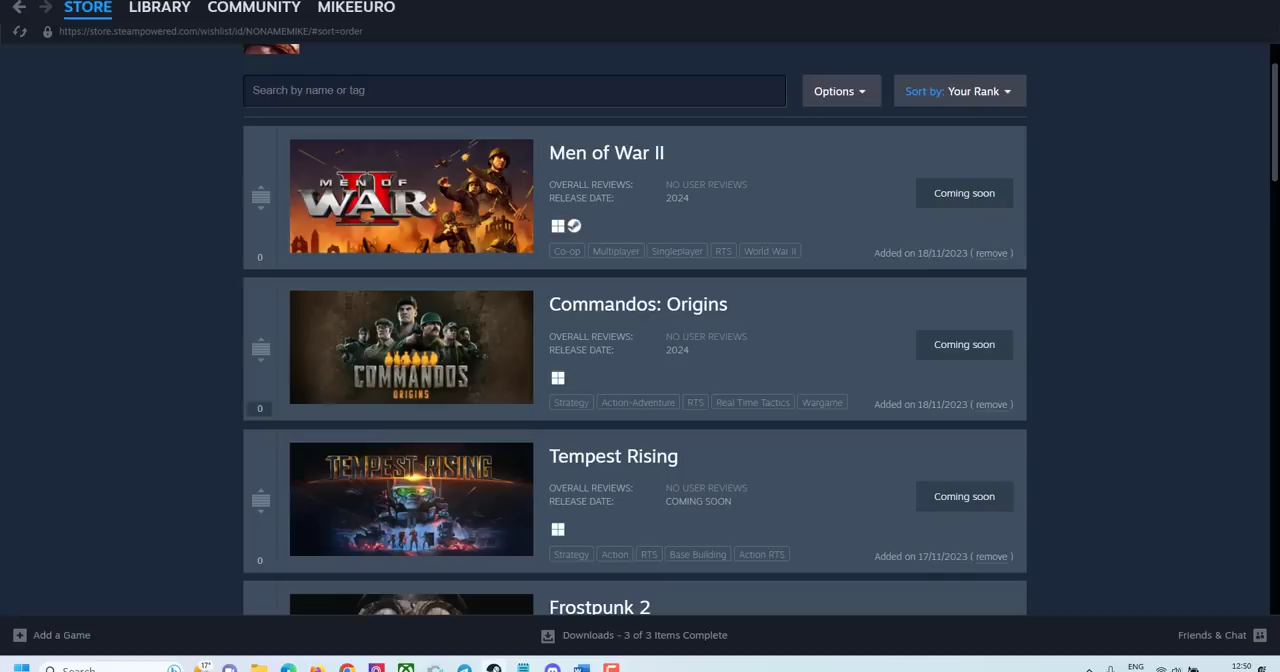 STORE LIBRARY COMMUNITY MIKEEURO
https://store.steampowered.com/wishlist/id/NONAMEMIKE/#sort=order
Search by name or tag
Options
Sort by: Your Rank
MEN OF
WAR
II
Men of War II
OVERALL REVIEWS: NO USER REVIEWS
RELEASE DATE: 2024
Coming soon
0
Co-op Multiplayer Singleplayer RTS World War II
Added on 18/11/2023 ( remove )
COMMANDOS
ORIGINS
Commandos: Origins
OVERALL REVIEWS: NO USER REVIEWS
RELEASE DATE: 2024
Coming soon
0
Strategy Action-Adventure RTS Real Time Tactics Wargame
Added on 18/11/2023 ( remove )
TEMPEST RISING
Tempest Rising
OVERALL REVIEWS: NO USER REVIEWS
RELEASE DATE: COMING SOON
Coming soon
0
Strategy Action RTS Base Building Action RTS
Added on 17/11/2023 ( remove )
Frostpunk 2
Add a Game
Downloads - 3 of 3 Items Complete
Friends & Chat
Search
17°
ENG
12:50